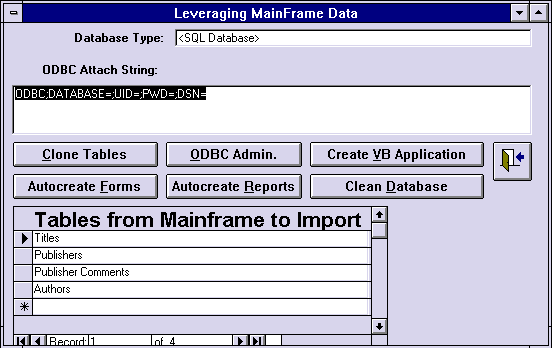 Leveraging MainFrame Data
Database Type: <SQL Database>
ODBC Attach String:
ODBC;DATABASE=;UID=;PWD=;DSN=
Clone Tables ODBC Admin. Create VB Application
Autocreate Forms Autocreate Reports Clean Database
Tables from Mainframe to Import
Titles
Publishers
Publisher Comments
Authors
Record: 1 of 4